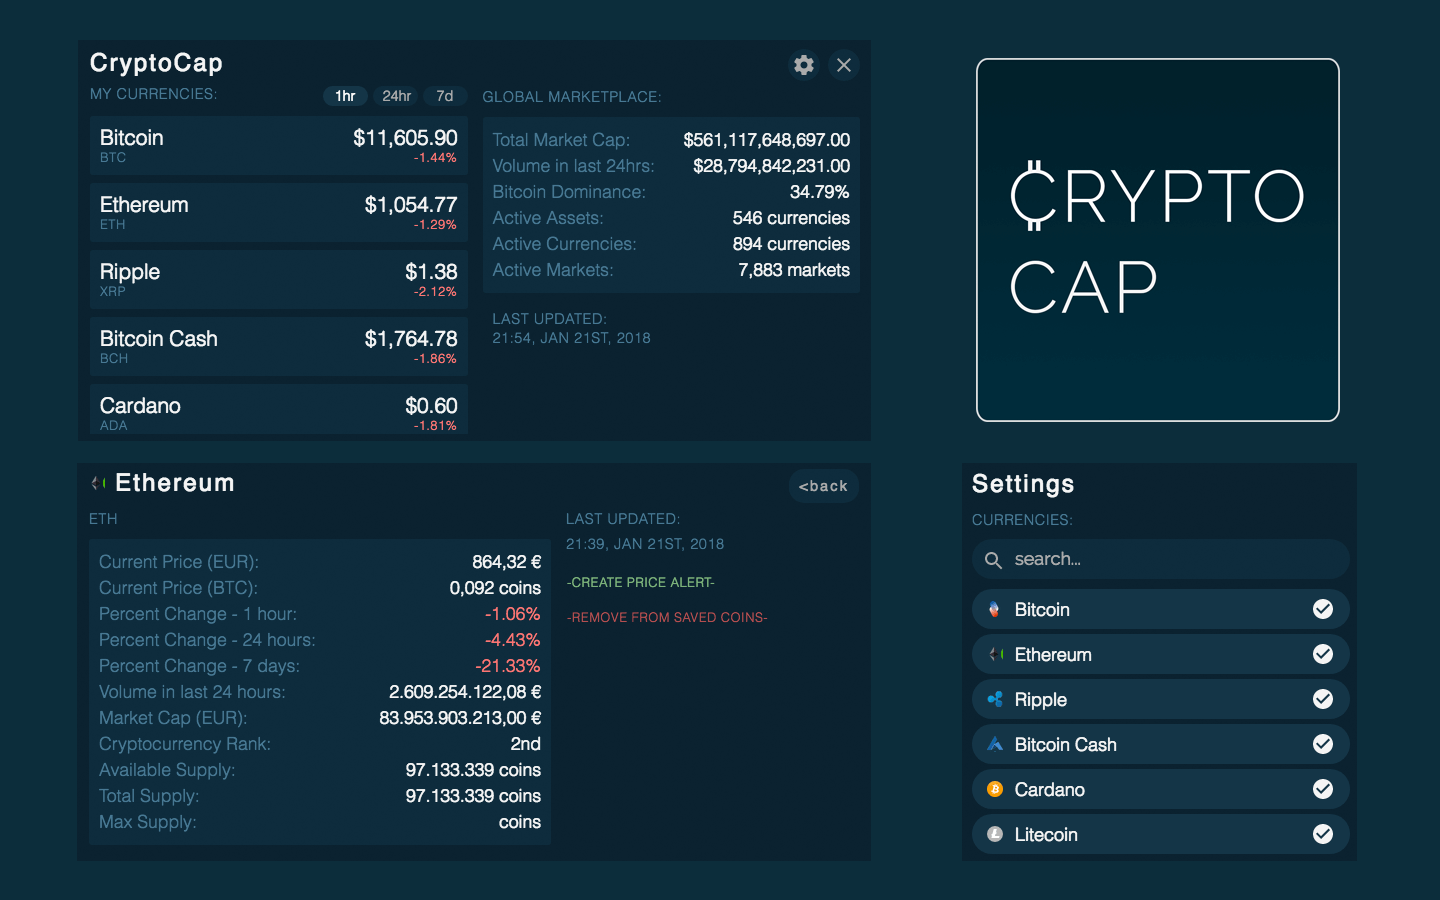 CryptoCap
MY CURRENCIES:
1hr 24hr 7d
Bitcoin $11,605.90
BTC -1.44%
Ethereum $1,054.77
ETH -1.29%
Ripple $1.38
XRP -2.12%
Bitcoin Cash $1,764.78
BCH -1.86%
Cardano $0.60
ADA -1.81%
GLOBAL MARKETPLACE:
Total Market Cap: $561,117,648,697.00
Volume in last 24hrs: $28,794,842,231.00
Bitcoin Dominance: 34.79%
Active Assets: 546 currencies
Active Currencies: 894 currencies
Active Markets: 7,883 markets
LAST UPDATED:
21:54, JAN 21ST, 2018
CRYPTO
CAP
Ethereum
<back
ETH
Current Price (EUR): 864,32 €
Current Price (BTC): 0,092 coins
Percent Change - 1 hour: -1.06%
Percent Change - 24 hours: -4.43%
Percent Change - 7 days: -21.33%
Volume in last 24 hours: 2.609.254.122,08 €
Market Cap (EUR): 83.953.903.213,00 €
Cryptocurrency Rank: 2nd
Available Supply: 97.133.339 coins
Total Supply: 97.133.339 coins
Max Supply: coins
LAST UPDATED:
21:39, JAN 21ST, 2018
-CREATE PRICE ALERT-
-REMOVE FROM SAVED COINS-
Settings
CURRENCIES:
search...
Bitcoin
Ethereum
Ripple
Bitcoin Cash
Cardano
Litecoin